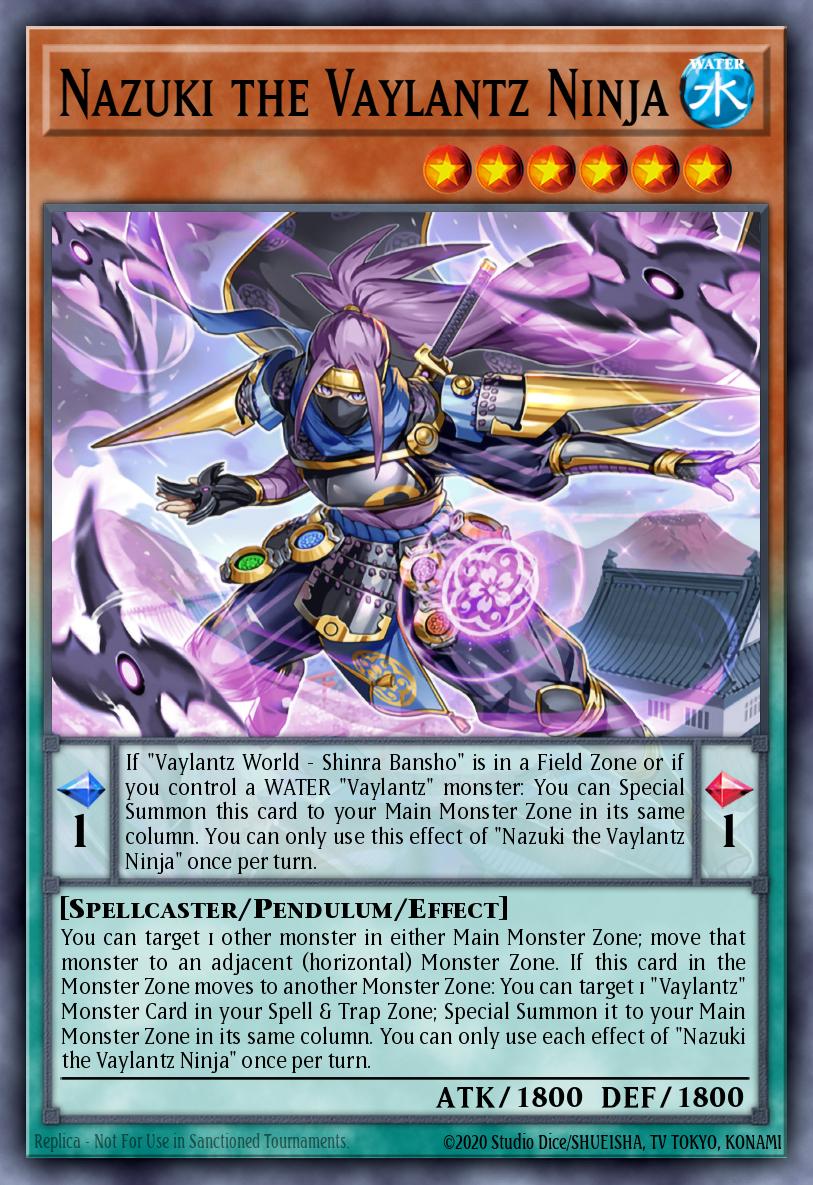 Nazuki the Vaylantz Ninja
WATER
水
If "Vaylantz World - Shinra Bansho" is in a Field Zone or if
you control a WATER "Vaylantz" monster: You can Special
Summon this card to your Main Monster Zone in its same
column. You can only use this effect of "Nazuki the Vaylantz
Ninja" once per turn.
1
1
[Spellcaster/Pendulum/Effect]
You can target 1 other monster in either Main Monster Zone; move that
monster to an adjacent (horizontal) Monster Zone. If this card in the
Monster Zone moves to another Monster Zone: You can target 1 "Vaylantz"
Monster Card in your Spell & Trap Zone; Special Summon it to your Main
Monster Zone in its same column. You can only use each effect of "Nazuki
the Vaylantz Ninja" once per turn.
ATK/1800 DEF/1800
Replica - Not For Use in Sanctioned Tournaments.
©2020 Studio Dice/SHUEISHA, TV TOKYO, KONAMI